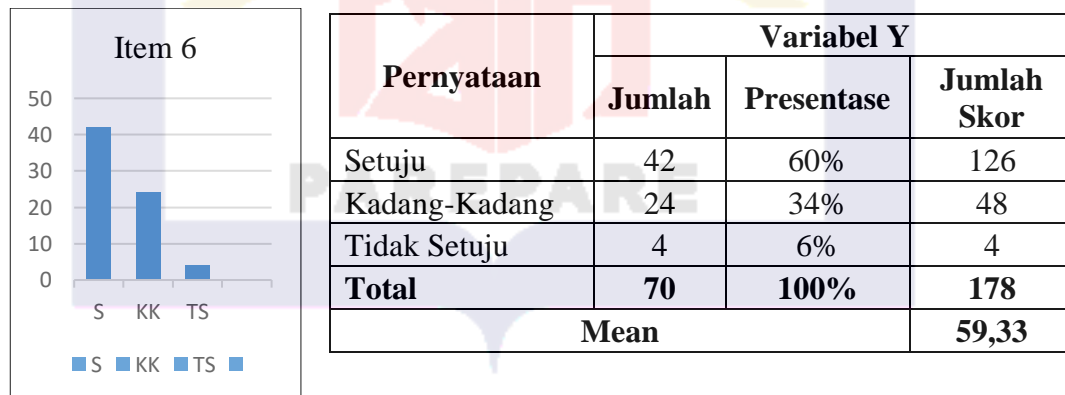 Item 6
50
40
30
20
10
0
S KK TS
S KK TS
Pernyataan
Variabel Y
Jumlah Presentase Jumlah Skor
Setuju 42 60% 126
Kadang-Kadang 24 34% 48
Tidak Setuju 4 6% 4
Total 70 100% 178
Mean 59,33
PAREPARE